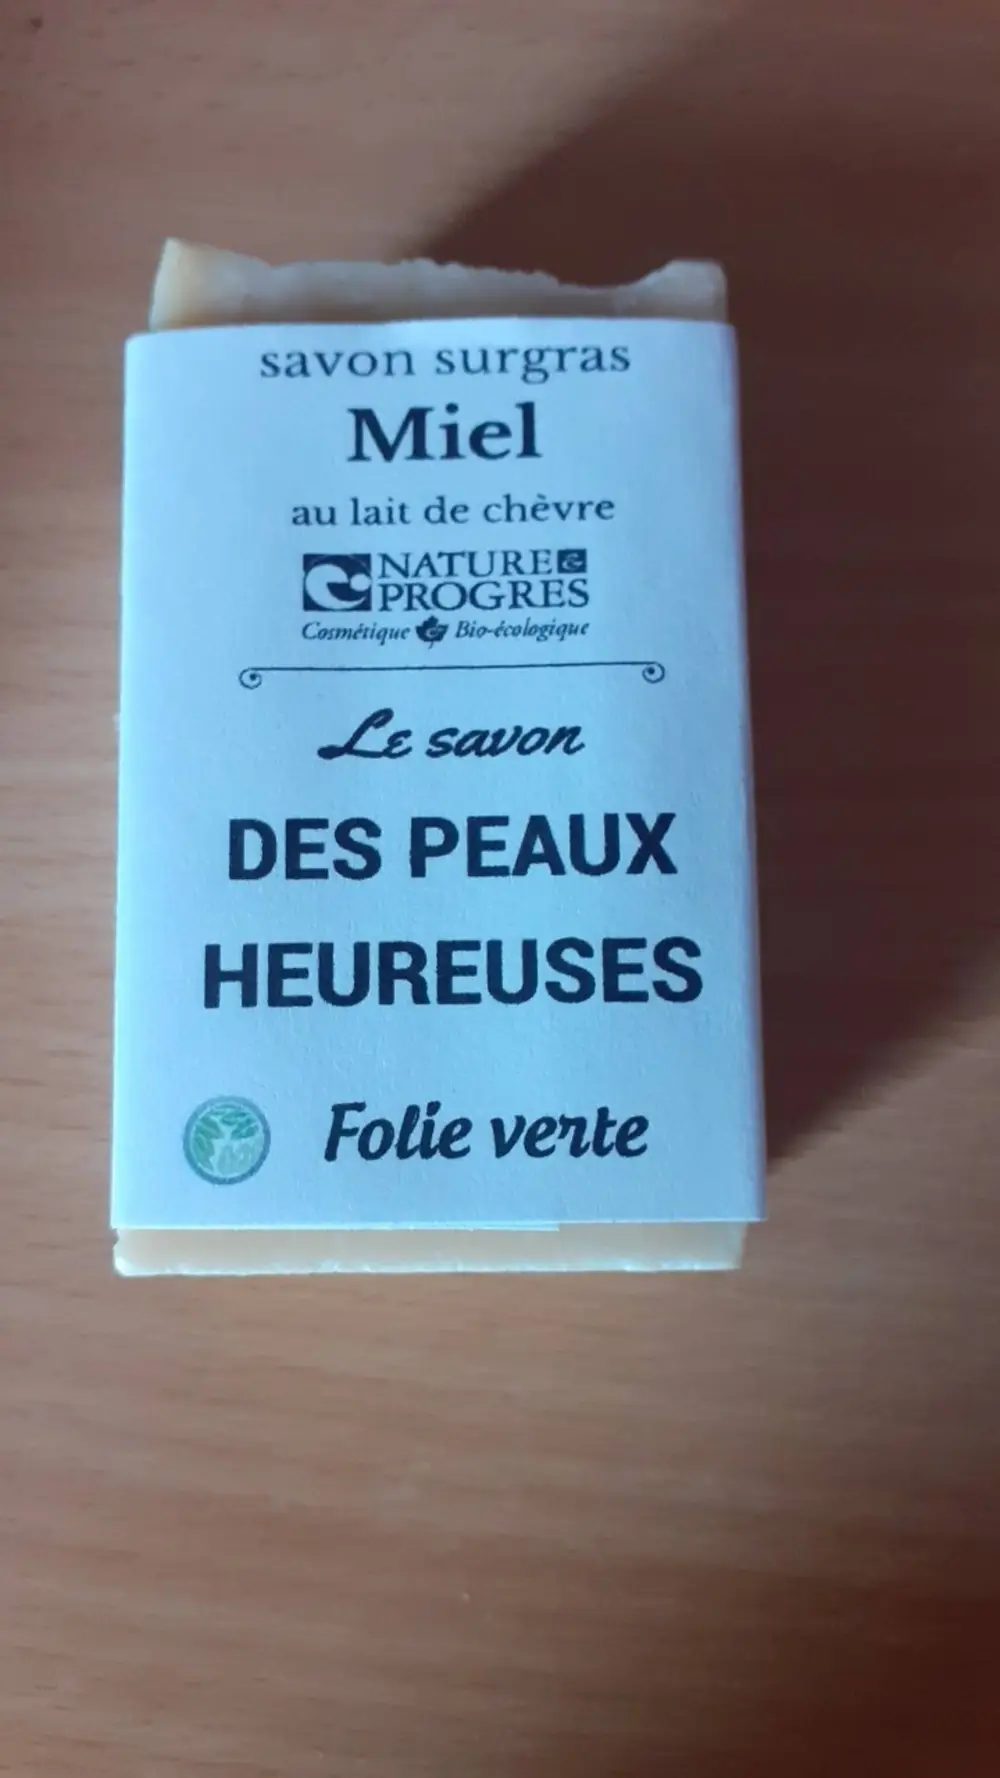 savon surgras
Miel
au lait de chèvre
NATURE &
PROGRES
Cosmétique Bio-écologique
Le savon
DES PEAUX
HEUREUSES
Folie verte